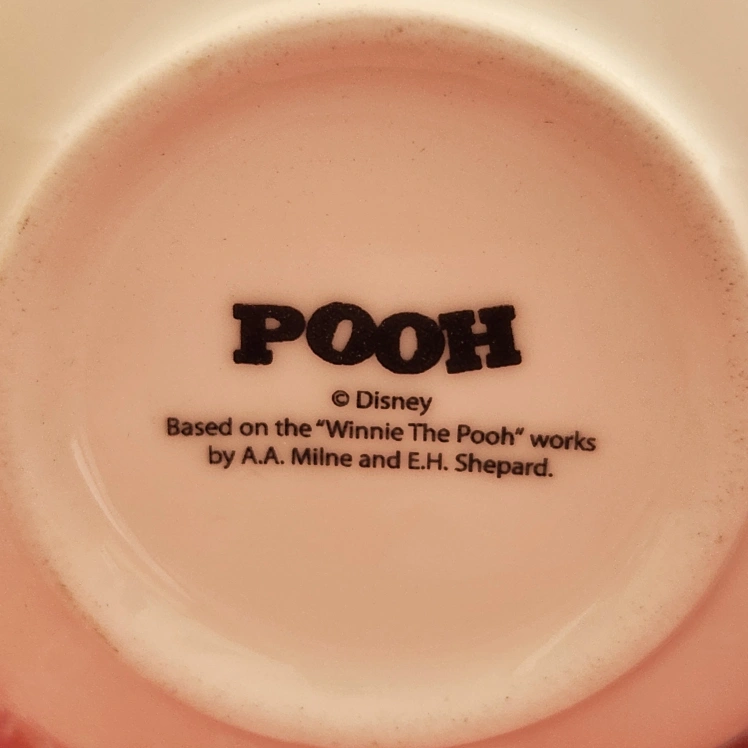 POOH
© Disney
Based on the "Winnie The Pooh" works
by A.A. Milne and E.H. Shepard.